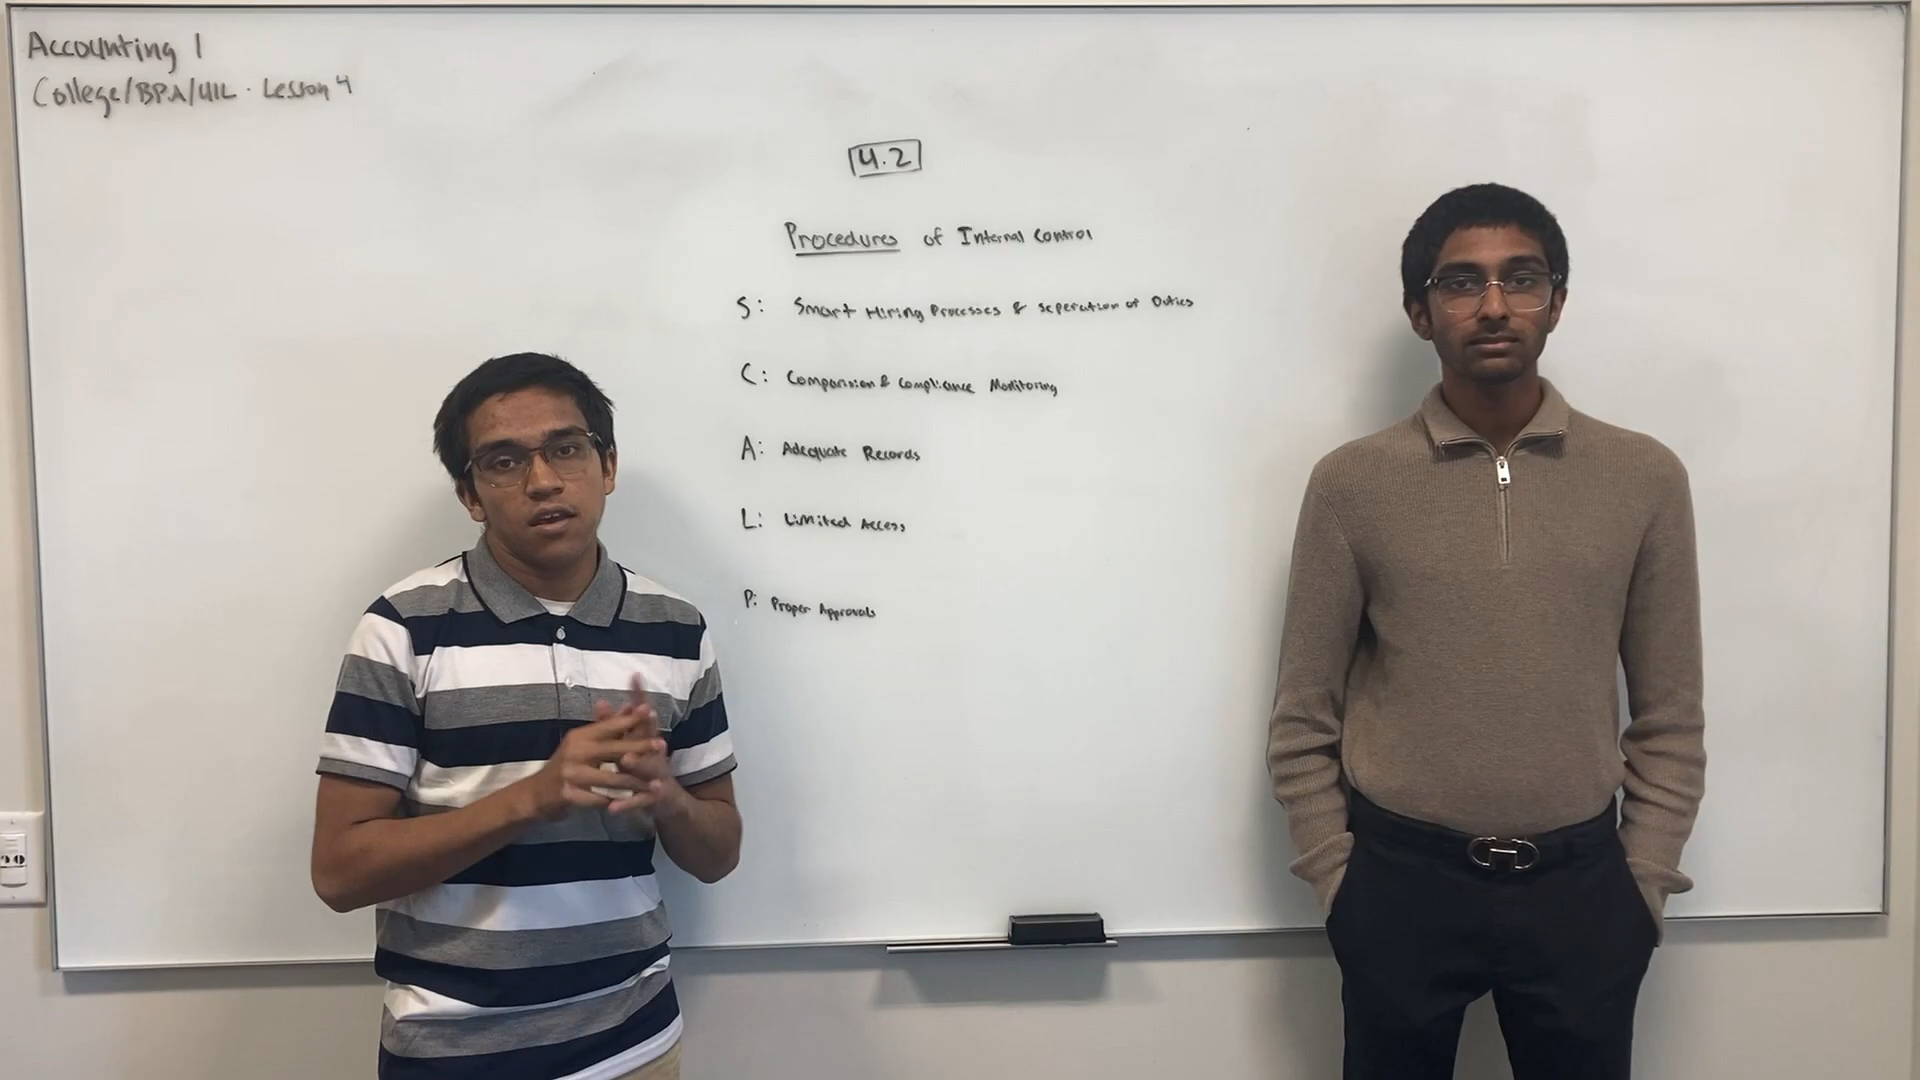 Accounting 1
College/BPA/UIL · Lesson 4
4.2
Procedures of Internal Control
S: Smart Hiring Processes & Seperation of Duties
C: Comparision & Compliance Monitoring
A: Adequate Records
L: Limited Access
P: Proper Approvals